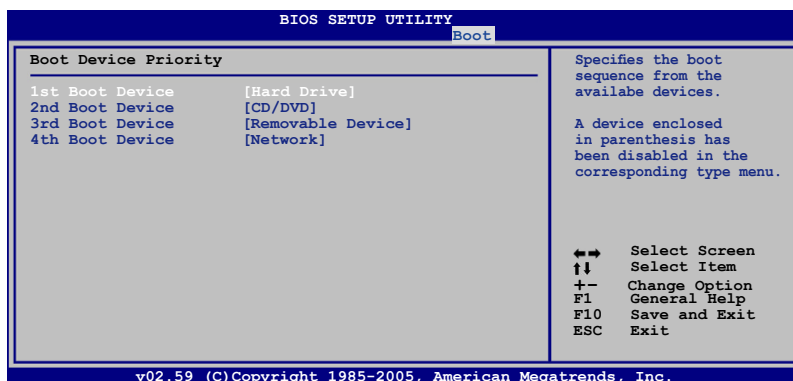 BIOS SETUP UTILITY
Boot
Boot Device Priority
1st Boot Device [Hard Drive]
2nd Boot Device [CD/DVD]
3rd Boot Device [Removable Device]
4th Boot Device [Network]
Specifies the boot
sequence from the
availabe devices.
A device enclosed
in parenthesis has
been disabled in the
corresponding type menu.
←→ Select Screen
↑↓ Select Item
+- Change Option
F1 General Help
F10 Save and Exit
ESC Exit
v02.59 (C)Copyright 1985-2005, American Megatrends, Inc.